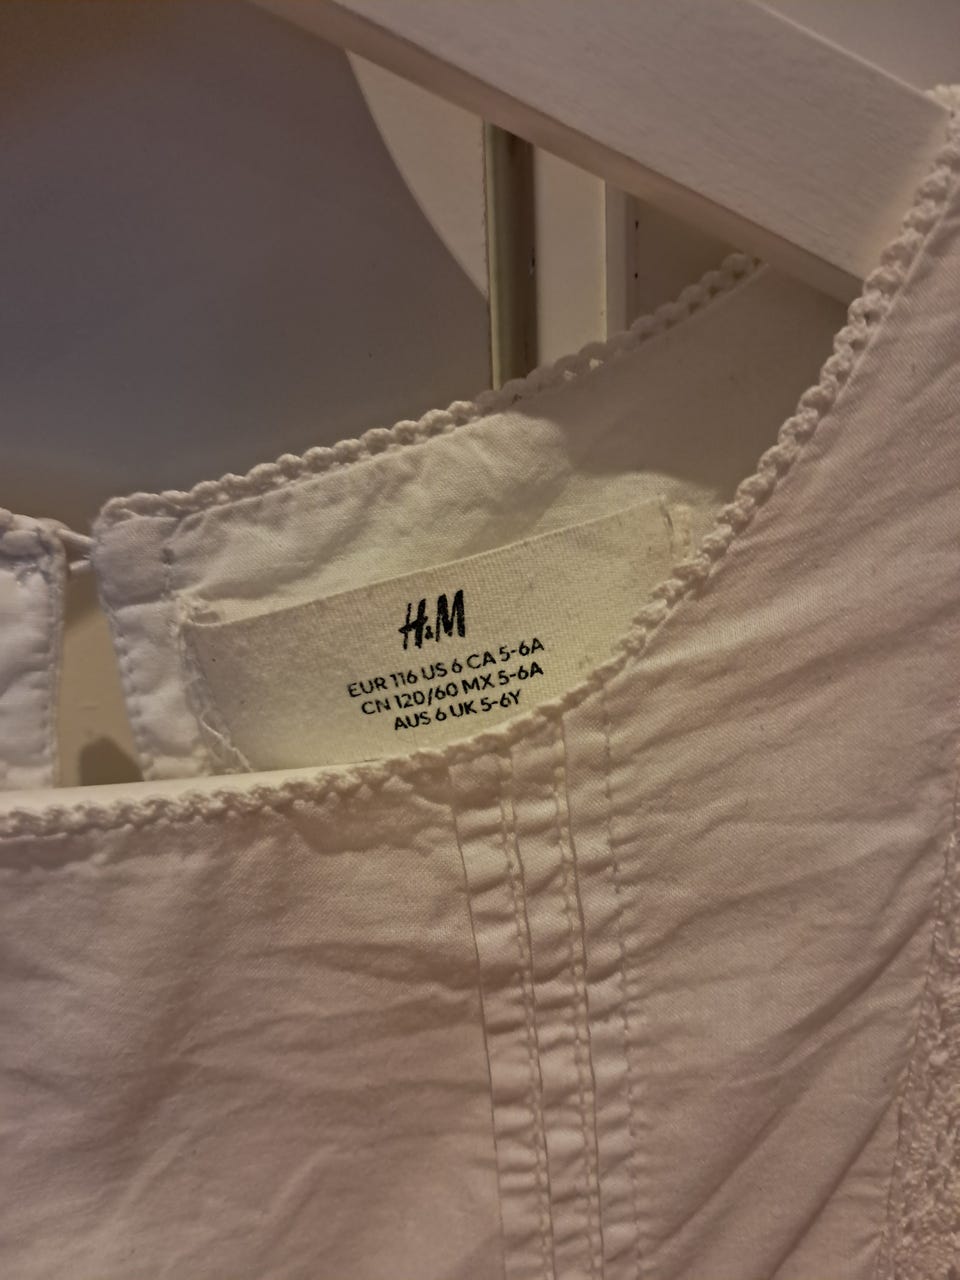 H&M
EUR 116 US 6 CA 5-6A
CN 120/60 MX 5-6A
AUS 6 UK 5-6Y